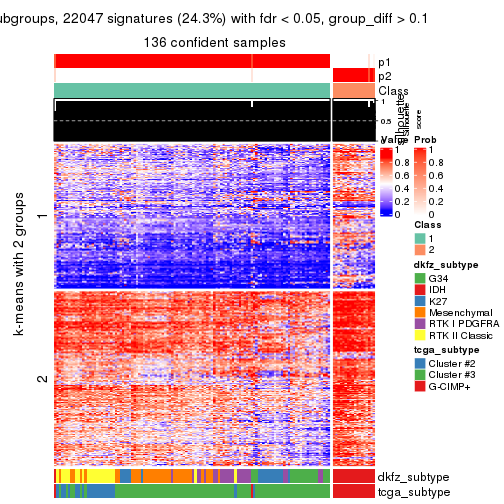 ubgroups, 22047 signatures (24.3%) with fdr < 0.05, group_diff > 0.1
136 confident samples
p1
p2
Class
1
0.5
0
Silhouette
score
k-means with 2 groups
1
2
Value
1
0.8
0.6
0.4
0.2
0
Prob
1
0.8
0.6
0.4
0.2
0
Class
1
2
dkfz_subtype
G34
IDH
K27
Mesenchymal
RTK I PDGFRA
RTK II Classic
tcga_subtype
Cluster #2
Cluster #3
G-CIMP+
dkfz_subtype
tcga_subtype